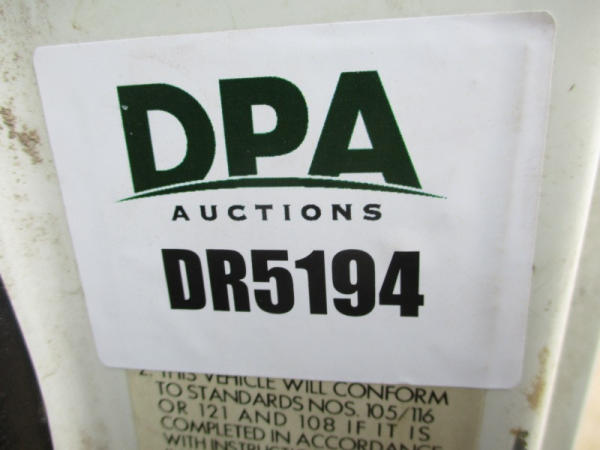 DPA
AUCTIONS
DR5194
2. THIS VEHICLE WILL CONFORM
TO STANDARDS NOS. 105/116
OR 121 AND 108 IF IT IS
COMPLETED IN ACCORDANCE
WITH